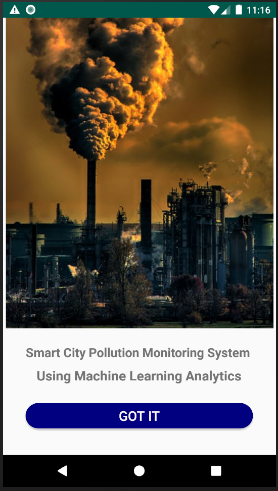 11:16
Smart City Pollution Monitoring System
Using Machine Learning Analytics
GOT IT